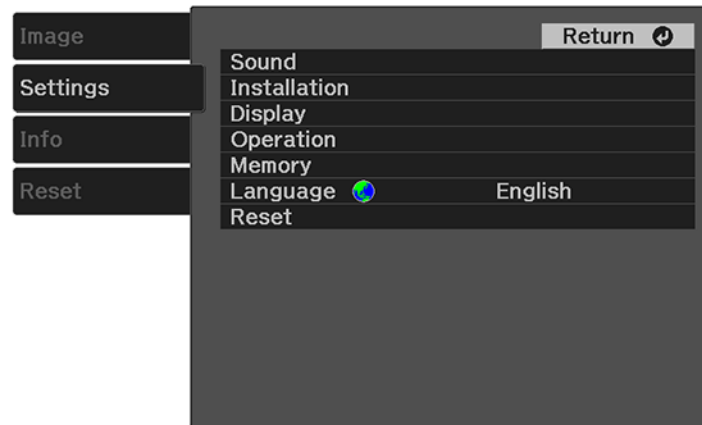 Image
Settings
Info
Reset
Return
Sound
Installation
Display
Operation
Memory
Language English
Reset